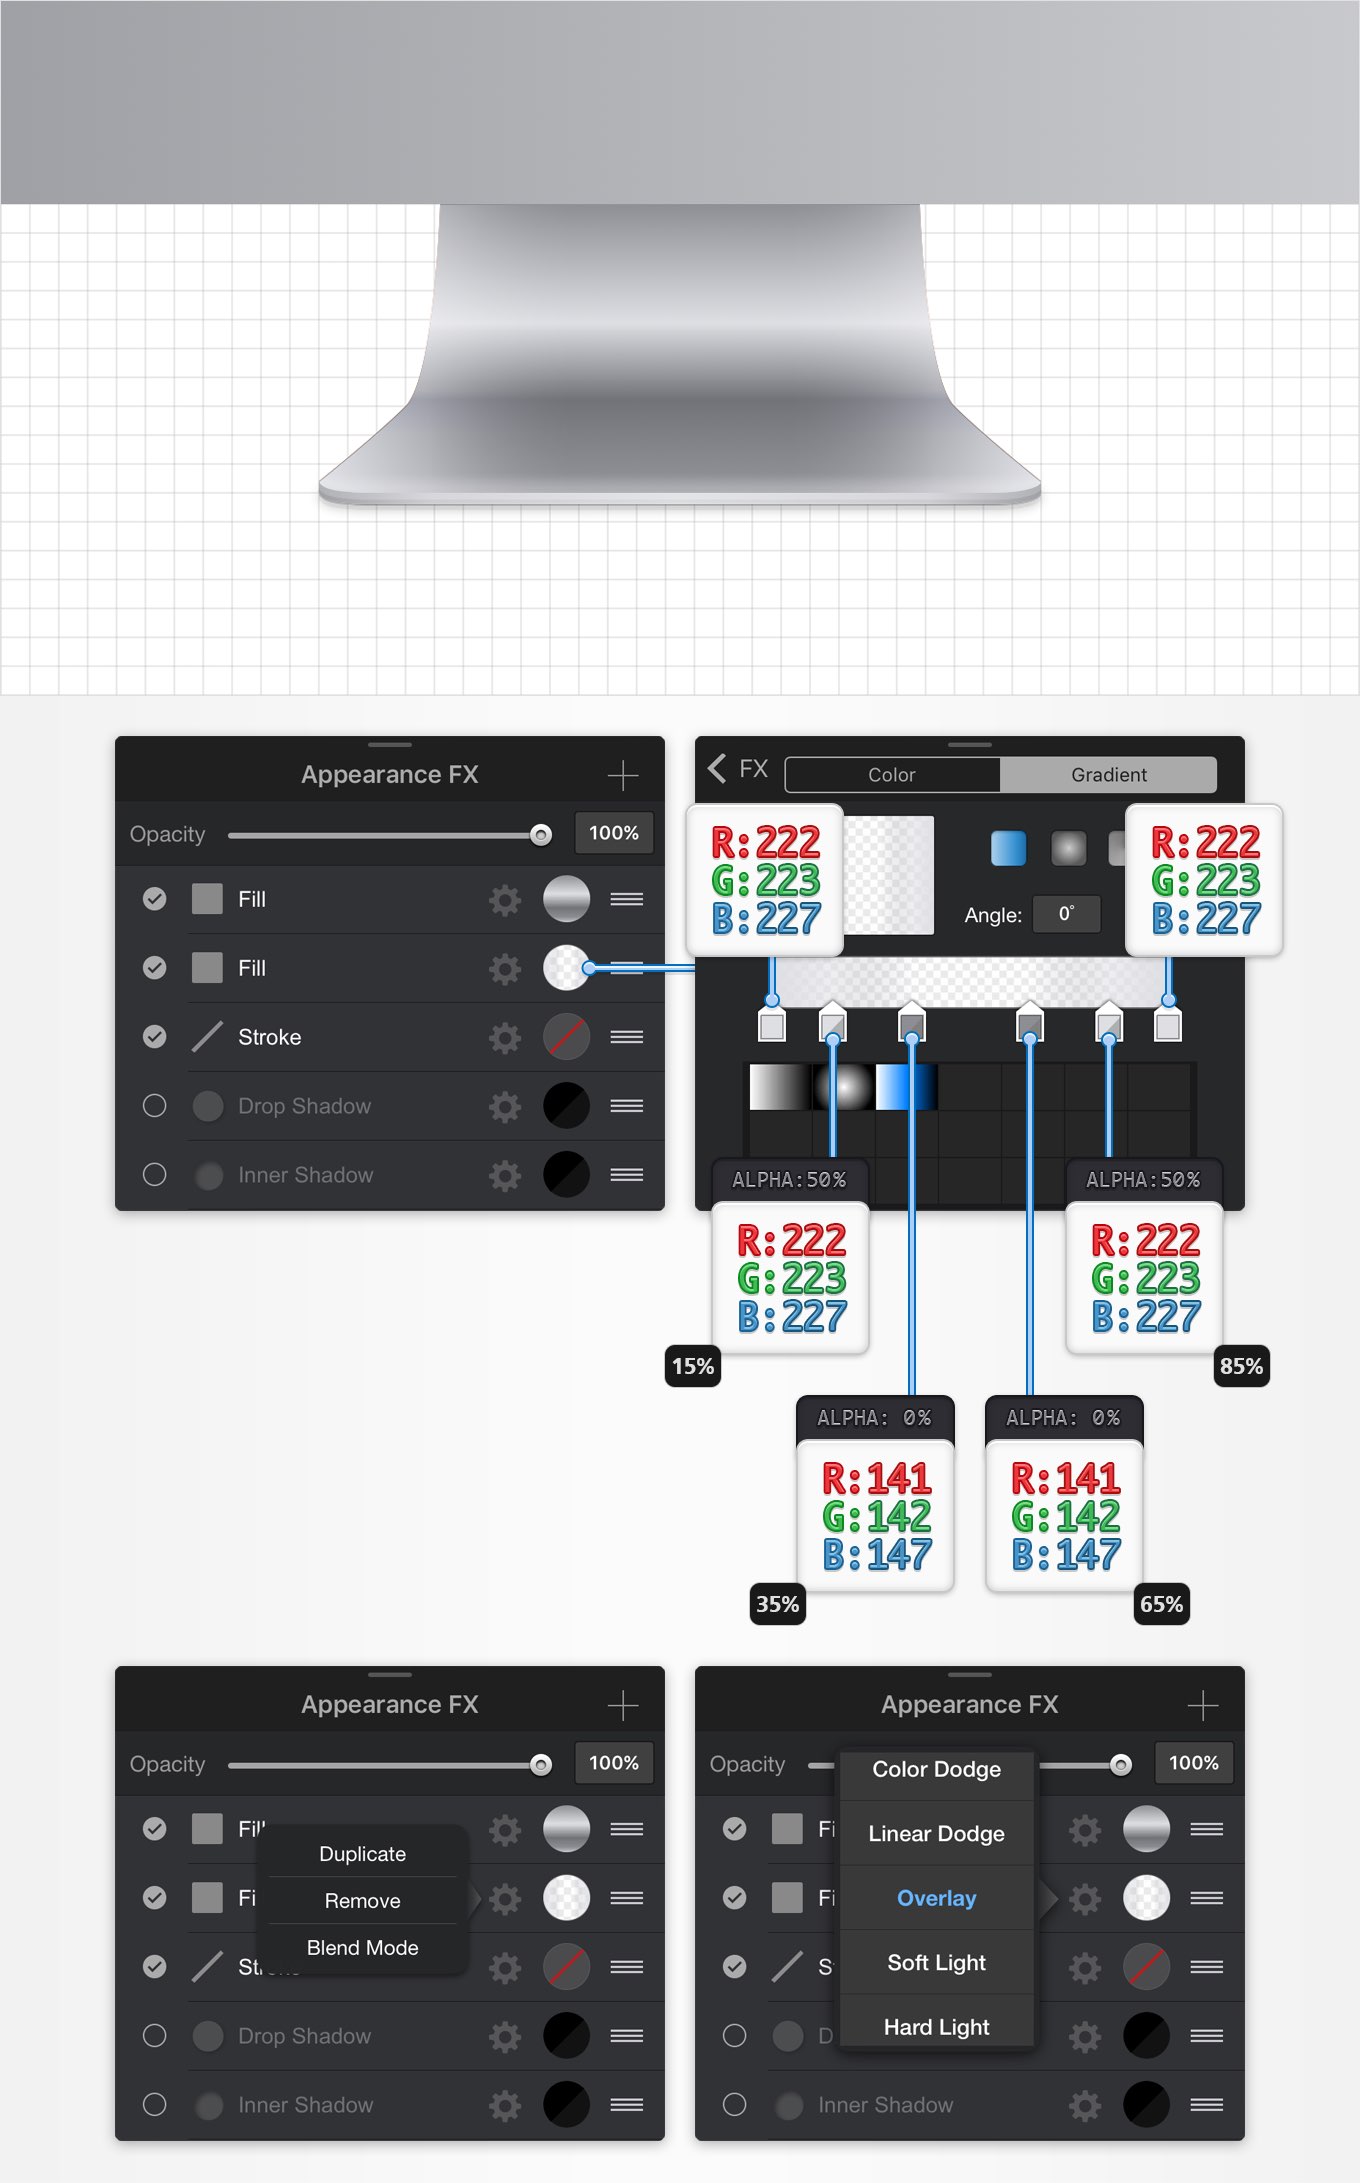 Appearance FX
Opacity 100%
Fill
Fill
Stroke
Drop Shadow
Inner Shadow
FX Color Gradient
R:222
G:223
B:227
R:222
G:223
B:227
Angle: 0°
ALPHA:50%
R:222
G:223
B:227
15%
ALPHA:50%
R:222
G:223
B:227
85%
ALPHA: 0%
R:141
G:142
B:147
35%
ALPHA: 0%
R:141
G:142
B:147
65%
Appearance FX
Opacity 100%
Fill
Fi
St
Duplicate
Remove
Blend Mode
Drop Shadow
Inner Shadow
Appearance FX
Opacity 100%
Fi
Fi
S
D
Color Dodge
Linear Dodge
Overlay
Soft Light
Hard Light
Inner Shadow